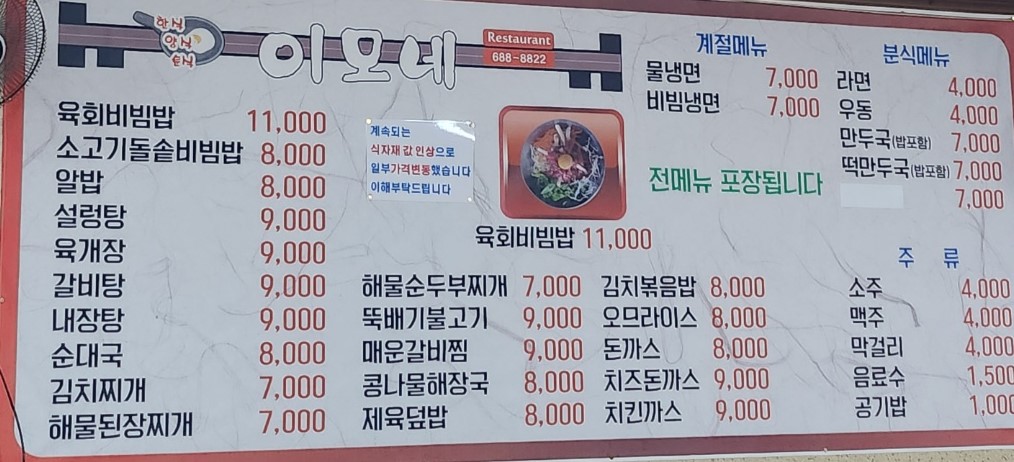 한식
양식
분식
이모네
Restaurant
688-8822
육회비빔밥 11,000
소고기돌솥비빔밥 8,000
알밥 8,000
설렁탕 9,000
육개장 9,000
갈비탕 9,000
내장탕 9,000
순대국 8,000
김치찌개 7,000
해물된장찌개 7,000
계속되는
식자재 값 인상으로
일부가격변동했습니다
이해부탁드립니다
육회비빔밥 11,000
해물순두부찌개 7,000
뚝배기불고기 9,000
매운갈비찜 9,000
콩나물해장국 8,000
제육덮밥 8,000
김치볶음밥 8,000
오므라이스 8,000
돈까스 8,000
치즈돈까스 9,000
치킨까스 9,000
계절메뉴
물냉면 7,000
비빔냉면 7,000
전메뉴 포장됩니다
분식메뉴
라면 4,000
우동 4,000
만두국(밥포함) 7,000
떡만두국(밥포함) 7,000
7,000
주 류
소주 4,000
맥주 4,000
막걸리 4,000
음료수 1,500
공기밥 1,000